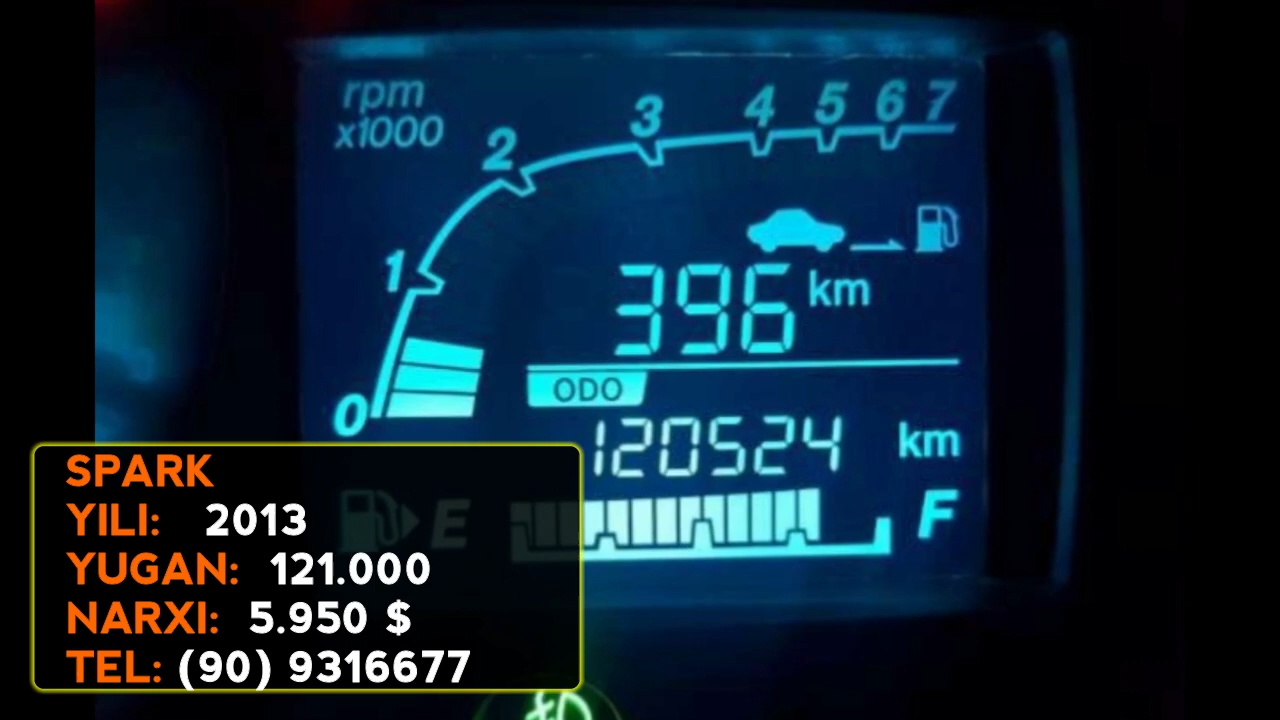 rpm
x1000
0 1 2 3 4 5 6 7
396 km
ODO
120524 km
E F
SPARK
YILI: 2013
YUGAN: 121.000
NARXI: 5.950 $
TEL: (90) 9316677